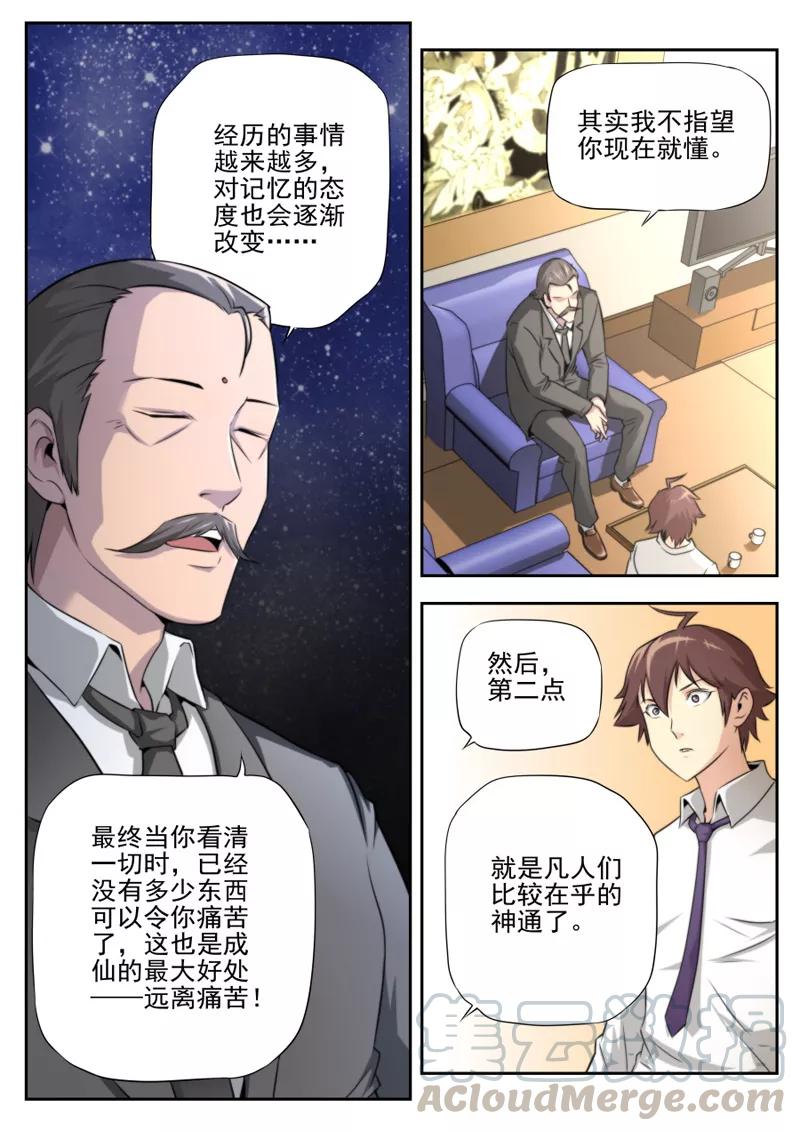 经历的事情
越来越多，
对记忆的态
度也会逐渐
改变……
最终当你看清
一切时，已经
没有多少东西
可以令你痛苦
了，这也是成
仙的最大好处
——远离痛苦！
其实我不指望
你现在就懂。
然后，
第二点
就是凡人们
比较在乎的
神通了。
集云数据
ACloudMerge.com